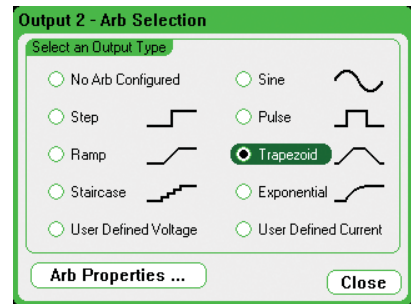 Output 2 - Arb Selection
Select an Output Type
No Arb Configured
Sine
Step
Pulse
Ramp
Trapezoid
Staircase
Exponential
User Defined Voltage
User Defined Current
Arb Properties ...
Close